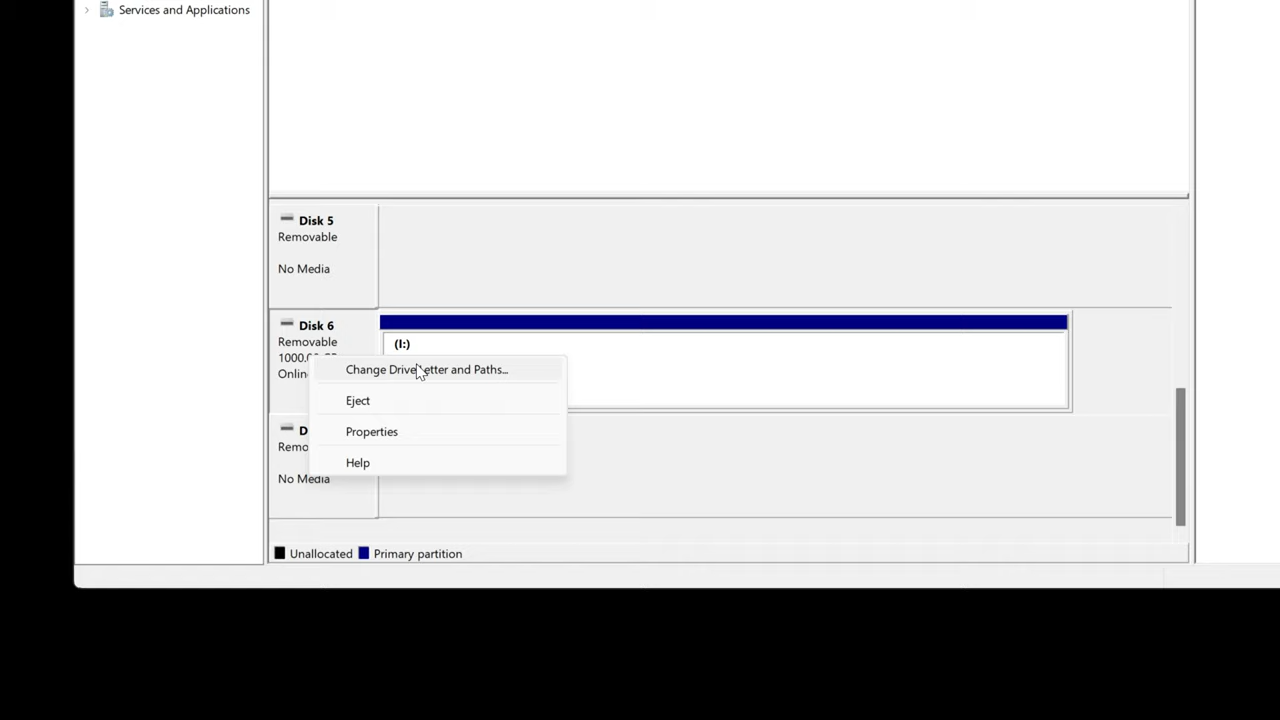 Services and Applications
Disk 5
Removable
No Media
Disk 6
Removable
1000.
(I:)
Change Drive Letter and Paths...
Eject
Properties
Help
No Media
Unallocated
Primary partition